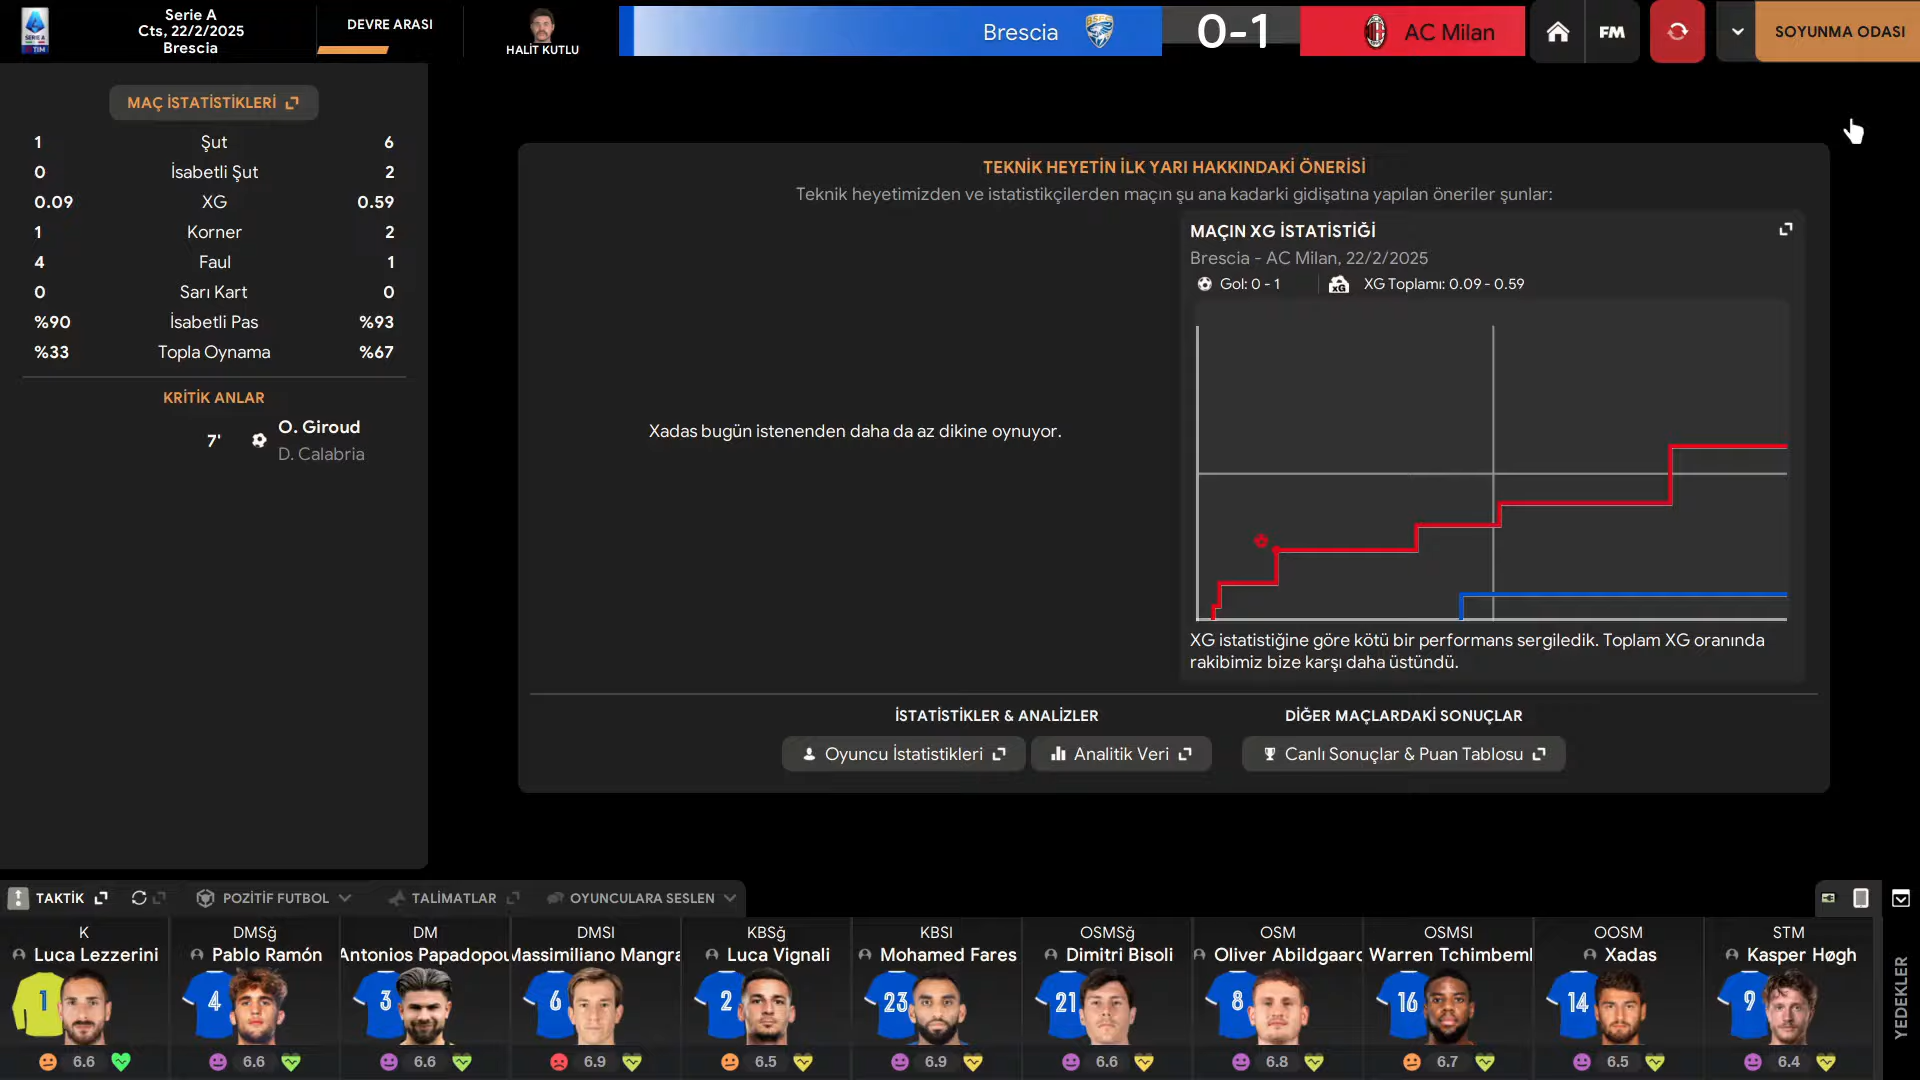 Serie A
Cts, 22/2/2025
Brescia
SERIE A
TIM
DEVRE ARASI
HALİT KUTLU
Brescia
0-1
AC Milan
FM
SOYUNMA ODASI
MAÇ İSTATİSTİKLERİ
1 Şut 6
0 İsabetli Şut 2
0.09 XG 0.59
1 Korner 2
4 Faul 1
0 Sarı Kart 0
%90 İsabetli Pas %93
%33 Topla Oynama %67
KRİTİK ANLAR
7' O. Giroud
D. Calabria
TEKNİK HEYETİN İLK YARI HAKKINDAKİ ÖNERİSİ
Teknik heyetimizden ve istatistikçilerden maçın şu ana kadarki gidişatına yapılan öneriler şunlar:
Xadas bugün istenenden daha da az dikine oynuyor.
MAÇIN XG İSTATİSTİĞİ
Brescia - AC Milan, 22/2/2025
Gol: 0 - 1 XG XG Toplamı: 0.09 - 0.59
XG istatistiğine göre kötü bir performans sergiledik. Toplam XG oranında
rakibimiz bize karşı daha üstündü.
İSTATİSTİKLER & ANALİZLER
DİĞER MAÇLARDAKİ SONUÇLAR
Oyuncu İstatistikleri
Analitik Veri
Canlı Sonuçlar & Puan Tablosu
TAKTİK
POZİTİF FUTBOL
TALİMATLAR
OYUNCULARA SESLEN
K DMSğ DM DMSl KBSğ KBSl OSMSğ OSM OSMSl OOSM STM
Luca Lezzerini Pablo Ramón Antonios Papadopou Massimiliano Mangra Luca Vignali Mohamed Fares Dimitri Bisoli Oliver Abildgaard Warren Tchimbem Xadas Kasper Høgh
1 4 3 6 2 23 21 8 16 14 9
6.6 6.6 6.6 6.9 6.5 6.9 6.6 6.8 6.7 6.5 6.4
YEDEKLER